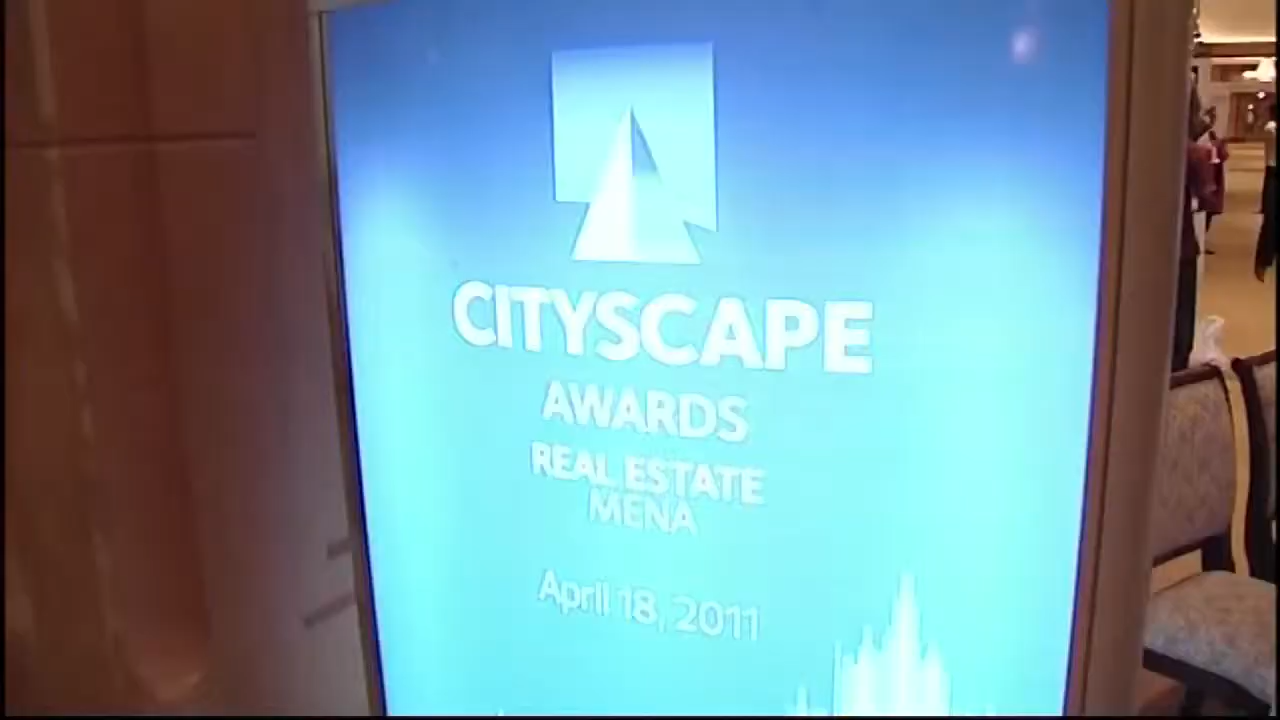 CITYSCAPE
AWARDS
REAL ESTATE
MENA
April 18, 2011